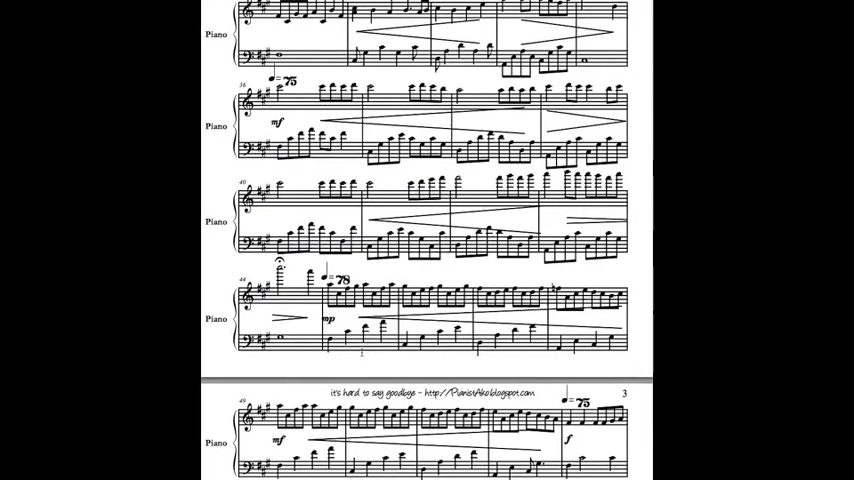 Piano
= 75
36
mf
Piano
40
Piano
44
= 78
mp
Piano
it's hard to say goodbye - http://PianistAko.blogspot.com
3
49
= 75
mf
f
Piano